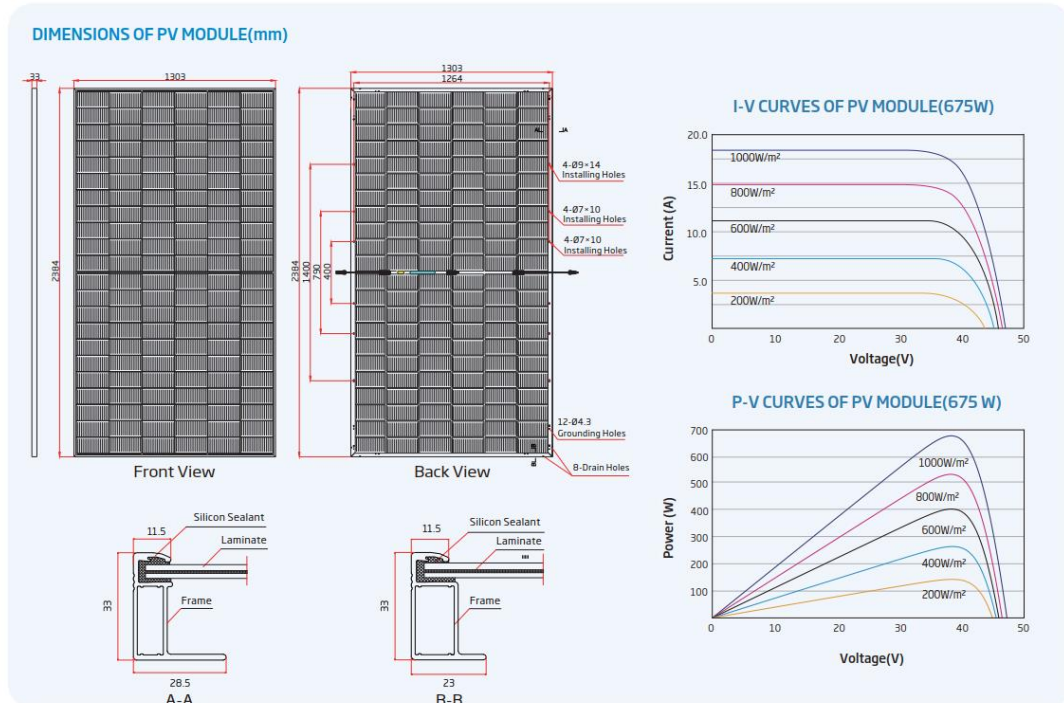 DIMENSIONS OF PV MODULE(mm)
33
1303
2384
Front View
1303
1264
2384
1400
790
400
A
A
4-Ø9×14
Installing Holes
4-Ø7×10
Installing Holes
4-Ø7×10
Installing Holes
12-Ø4.3
Grounding Holes
8-Drain Holes
Back View
11.5
Silicon Sealant
Laminate
33
Frame
28.5
A-A
11.5
Silicon Sealant
Laminate
33
Frame
23
B-B
I-V CURVES OF PV MODULE(675W)
20.0
15.0
10.0
5.0
Current (A)
1000W/m²
800W/m²
600W/m²
400W/m²
200W/m²
0 10 20 30 40 50
Voltage(V)
P-V CURVES OF PV MODULE(675 W)
700
600
500
400
300
200
100
Power (W)
1000W/m²
800W/m²
600W/m²
400W/m²
200W/m²
0 10 20 30 40 50
Voltage(V)